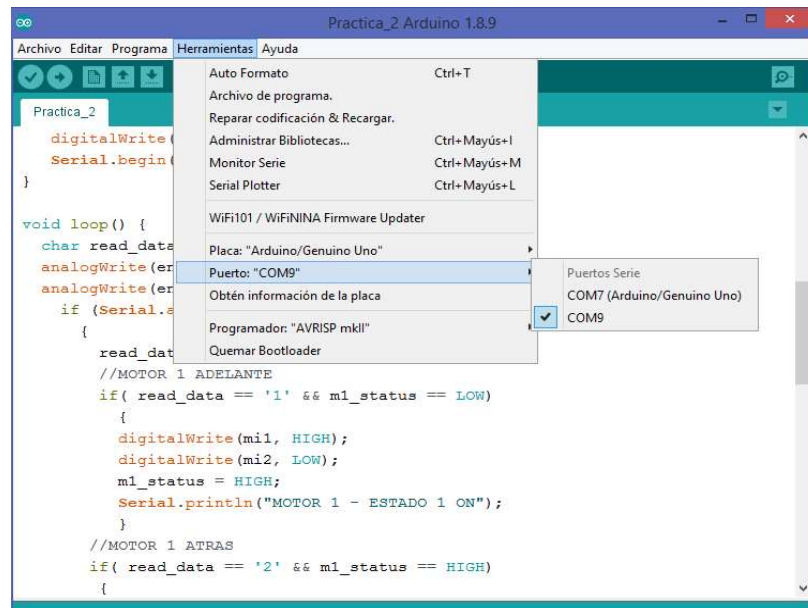 Practica_2 Arduino 1.8.9
Archivo Editar Programa Herramientas Ayuda
Practica_2
Auto Formato Ctrl+T
Archivo de programa.
Reparar codificación & Recargar.
Administrar Bibliotecas... Ctrl+Mayús+I
Monitor Serie Ctrl+Mayús+M
Serial Plotter Ctrl+Mayús+L
WiFi101 / WiFiNINA Firmware Updater
Placa: "Arduino/Genuino Uno"
Puerto: "COM9"
Obtén información de la placa
Programador: "AVRISP mkII"
Quemar Bootloader
Puertos Serie
COM7 (Arduino/Genuino Uno)
COM9
digitalWrite(
Serial.begin(
}
void loop() {
char read_data
analogWrite(
analogWrite(
if (Serial.
{
//MOTOR 1 ADELANTE
if( read_data == '1' && m1_status == LOW)
{
digitalWrite(mi1, HIGH);
digitalWrite(mi2, LOW);
m1_status = HIGH;
Serial.println("MOTOR 1 - ESTADO 1 ON");
}
//MOTOR 1 ATRAS
if( read_data == '2' && m1_status == HIGH)
{